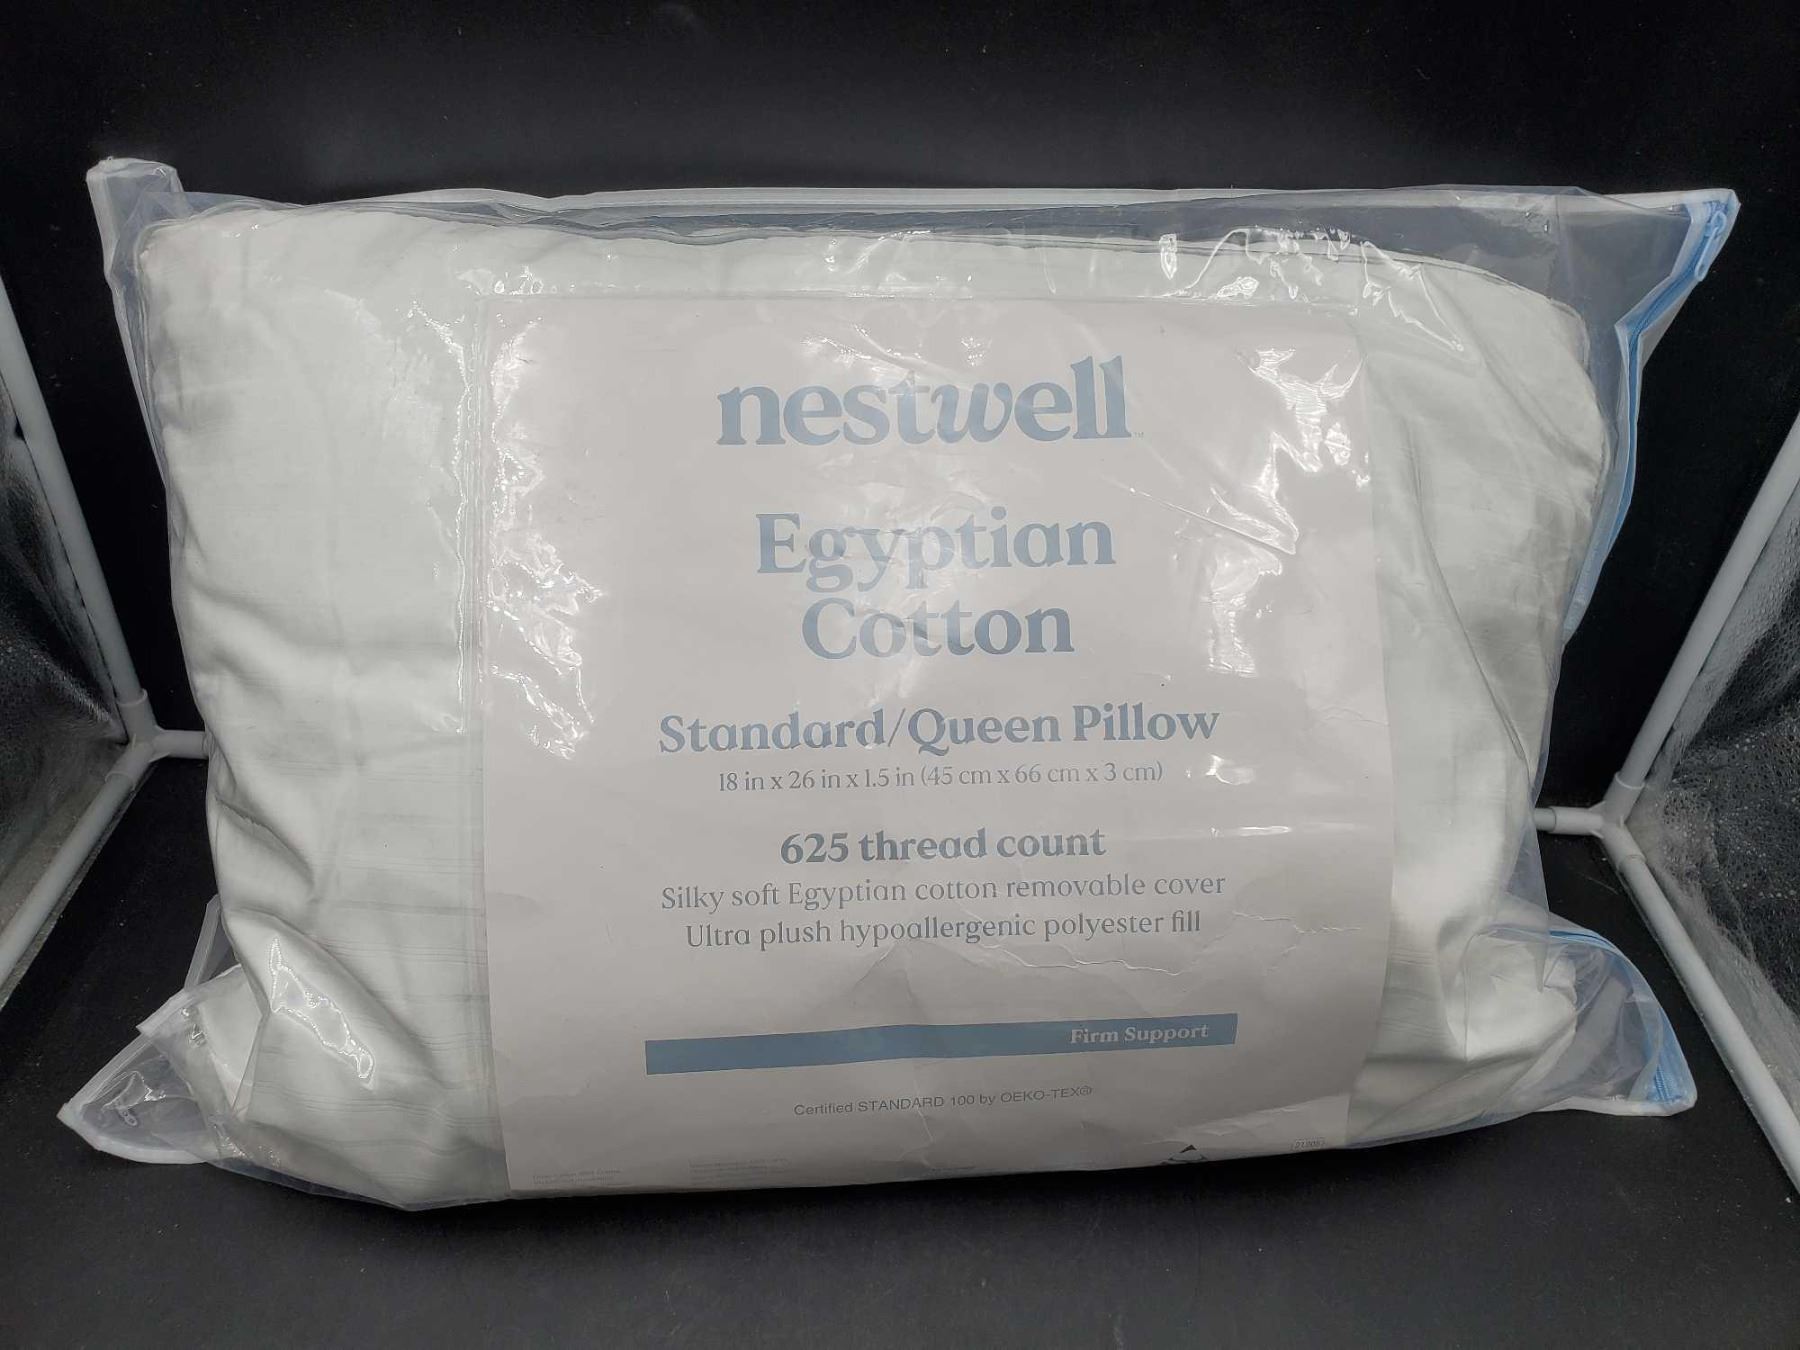 nestwell
Egyptian
Cotton
Standard/Queen Pillow
18 in x 26 in x 1.5 in (45 cm x 66 cm x 3 cm)
625 thread count
Silky soft Egyptian cotton removable cover
Ultra plush hypoallergenic polyester fill
Firm Support
Certified STANDARD 100 by OEKO-TEX®